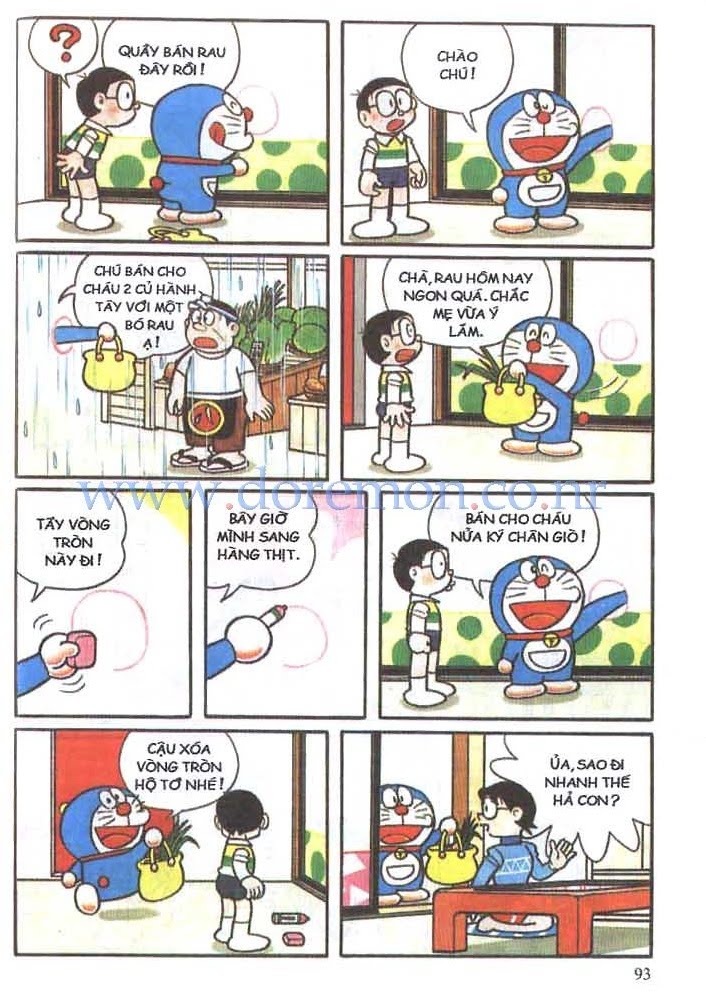 ?
QUẦY BÁN RAU
ĐÂY RỒI!
CHÀO
CHÚ!
CHÚ BÁN CHO
CHÁU 2 CỦ HÀNH
TÂY VỚI MỘT
BÓ RAU
Ạ!
CHÀ, RAU HÔM NAY
NGON QUÁ. CHẮC
MẸ VỪA Ý
LẮM.
www.doremon.co.nr
TẨY VÒNG
TRÒN
NÀY ĐI!
BÂY GIỜ
MÌNH SANG
HÀNG THỊT.
BÁN CHO CHÁU
NỬA KÝ CHÂN GIÒ!
CẬU XÓA
VÒNG TRÒN
HỘ TỚ NHÉ!
ỦA, SAO ĐI
NHANH THẾ
HẢ CON?
93